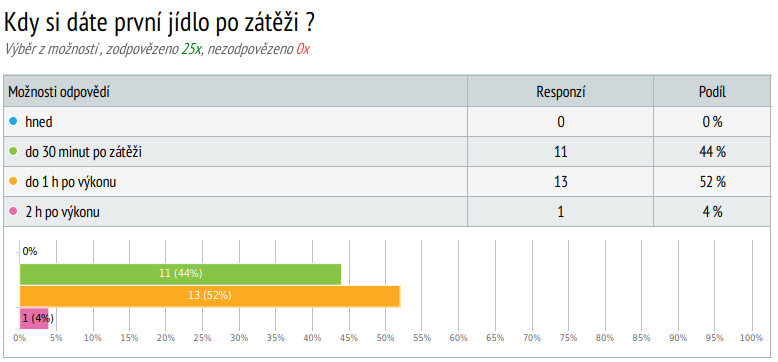 Kdy si dáte první jídlo po zátěži ?
Výběr z možností , zodpovězeno 25x, nezodpovězeno 0x
Možnosti odpovědí Responzí Podíl
hned 0 0 %
do 30 minut po zátěži 11 44 %
do 1 h po výkonu 13 52 %
2 h po výkonu 1 4 %
0%
11 (44%)
13 (52%)
1 (4%)
0% 5% 10% 15% 20% 25% 30% 35% 40% 45% 50% 55% 60% 65% 70% 75% 80% 85% 90% 95% 100%